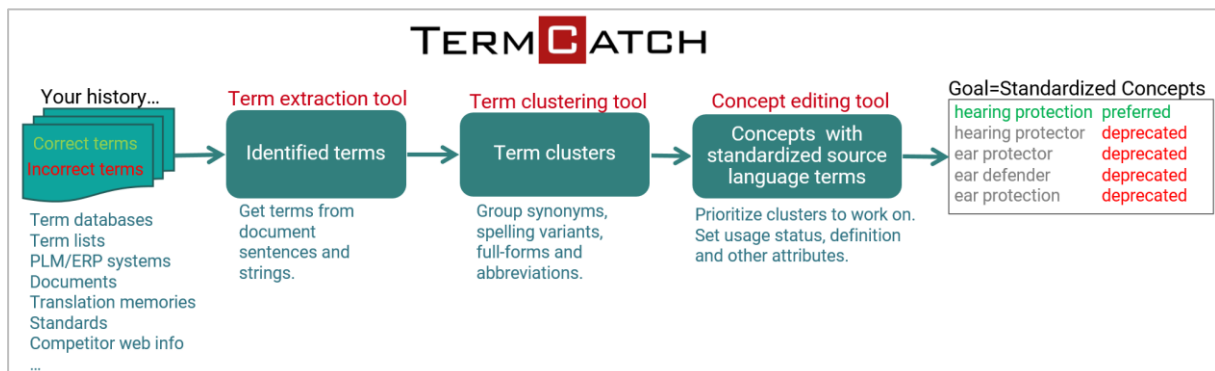 TERMCATCH
Your history…
Correct terms
Incorrect terms
Term databases
Term lists
PLM/ERP systems
Documents
Translation memories
Standards
Competitor web info
…
Term extraction tool
Identified terms
Get terms from
document
sentences and
strings.
Term clustering tool
Term clusters
Group synonyms,
spelling variants,
full-forms and
abbreviations.
Concept editing tool
Concepts with
standardized source
language terms
Prioritize clusters to work on.
Set usage status, definition
and other attributes.
Goal=Standardized Concepts
hearing protection preferred
hearing protector deprecated
ear protector deprecated
ear defender deprecated
ear protection deprecated